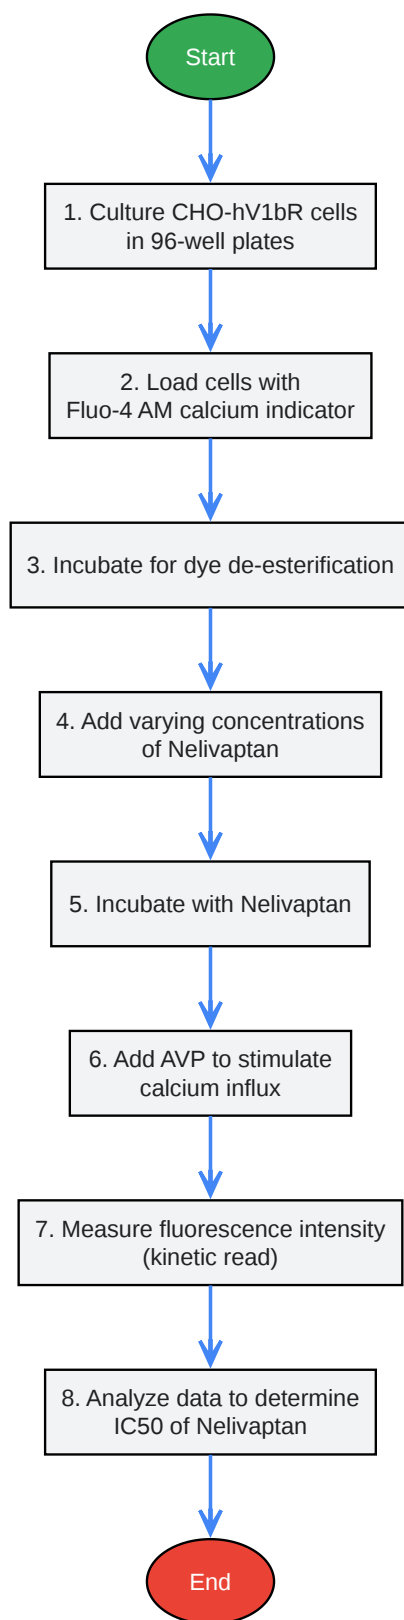 Start
1. Culture CHO-hV1bR cells
in 96-well plates
2. Load cells with
Fluo-4 AM calcium indicator
3. Incubate for dye de-esterification
4. Add varying concentrations
of Nelivaptan
5. Incubate with Nelivaptan
6. Add AVP to stimulate
calcium influx
7. Measure fluorescence intensity
(kinetic read)
8. Analyze data to determine
IC50 of Nelivaptan
End